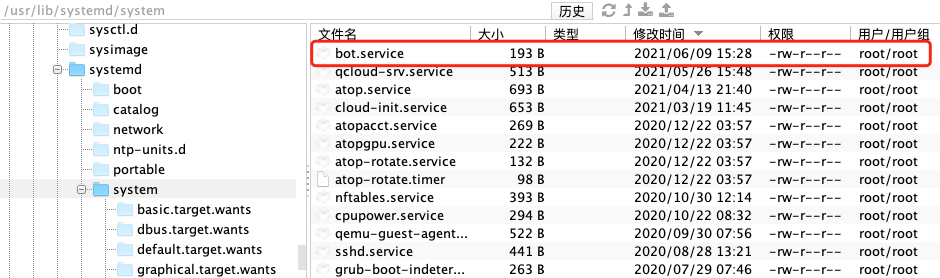 /usr/lib/systemd/system 历史
sysctl.d
sysimage
systemd
boot
catalog
network
ntp-units.d
portable
system
basic.target.wants
dbus.target.wants
default.target.wants
graphical.target.wants
文件名 大小 类型 修改时间 权限 用户/用户组
bot.service 193 B 2021/06/09 15:28 -rw-r--r-- root/root
qcloud-srv.service 513 B 2021/05/26 15:48 -rw-r--r-- root/root
atop.service 693 B 2021/04/13 21:40 -rw-r--r-- root/root
cloud-init.service 653 B 2021/03/19 11:45 -rw-r--r-- root/root
atopacct.service 269 B 2020/12/22 03:57 -rw-r--r-- root/root
atopgpu.service 222 B 2020/12/22 03:57 -rw-r--r-- root/root
atop-rotate.service 132 B 2020/12/22 03:57 -rw-r--r-- root/root
atop-rotate.timer 98 B 2020/12/22 03:57 -rw-r--r-- root/root
nftables.service 393 B 2020/10/30 12:14 -rw-r--r-- root/root
cpupower.service 294 B 2020/10/22 08:32 -rw-r--r-- root/root
qemu-guest-agent... 522 B 2020/09/30 07:56 -rw-r--r-- root/root
sshd.service 441 B 2020/08/28 13:21 -rw-r--r-- root/root
grub-boot-indeter... 263 B 2020/07/29 07:46 -rw-r--r-- root/root